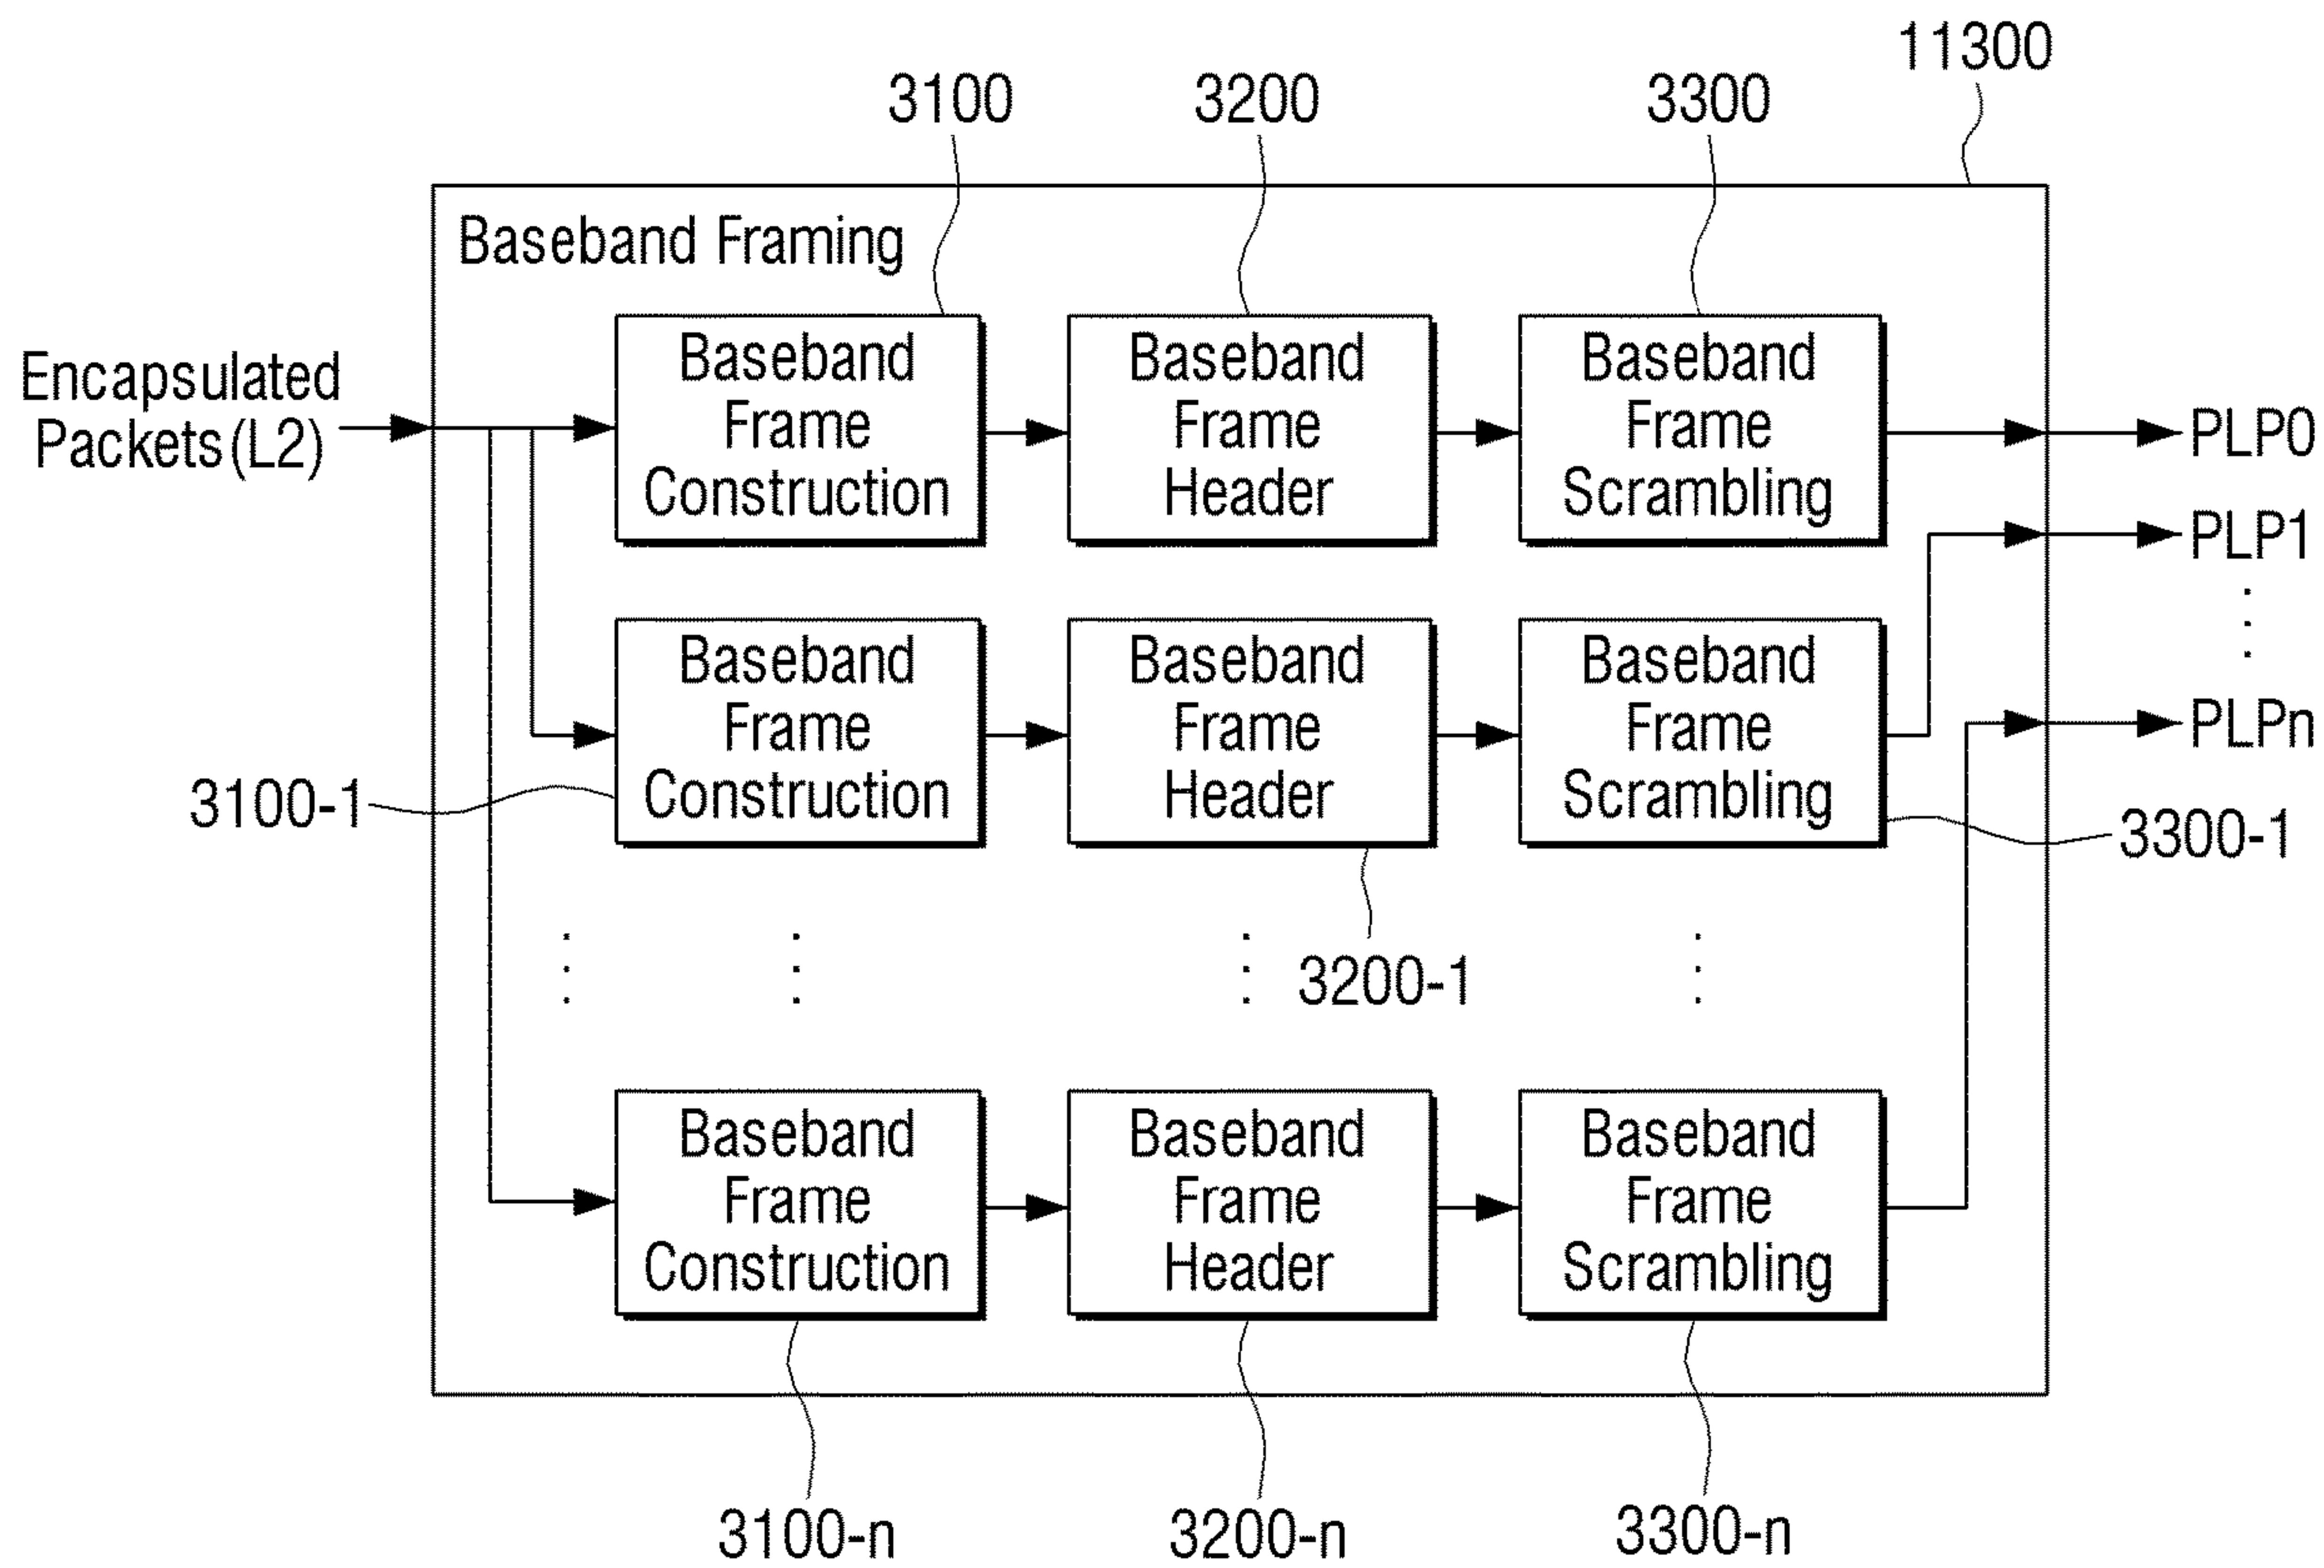 11300
3100
3200
3300
Baseband Framing
Encapsulated
Packets(L2)
Baseband
Frame
Construction
Baseband
Frame
Header
Baseband
Frame
Scrambling
PLP0
PLP1
PLPn
Baseband
Frame
Construction
Baseband
Frame
Header
Baseband
Frame
Scrambling
3100-1
3200-1
3300-1
Baseband
Frame
Construction
Baseband
Frame
Header
Baseband
Frame
Scrambling
3100-n
3200-n
3300-n